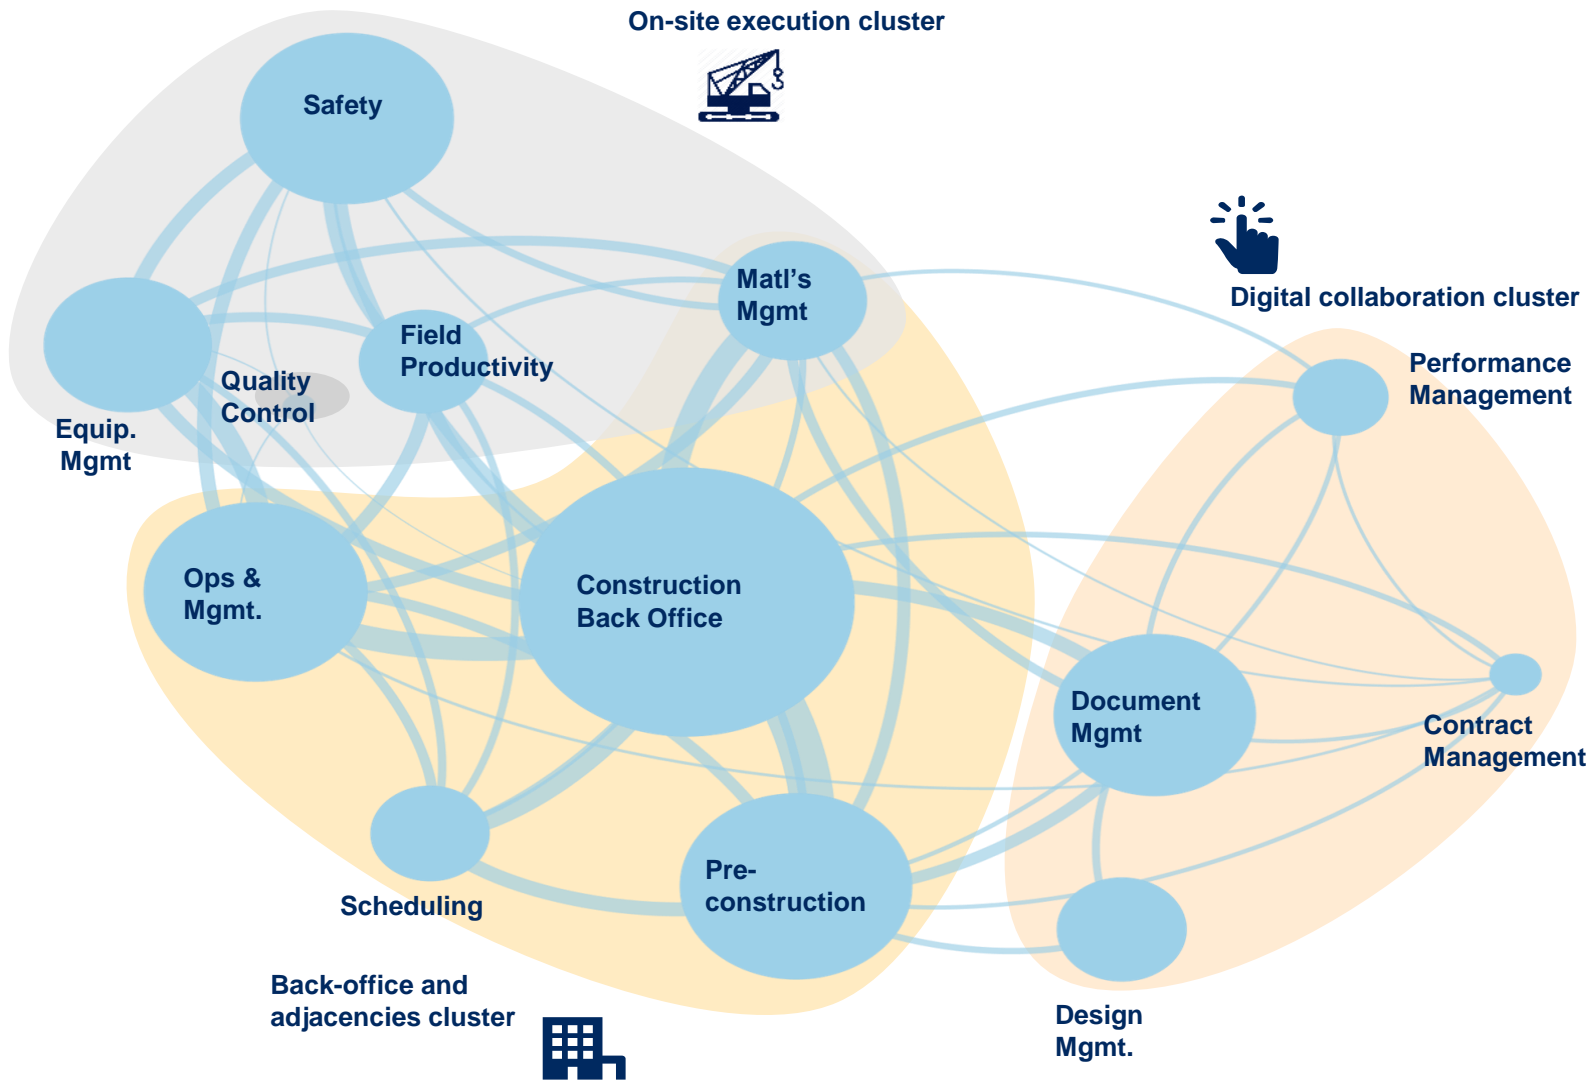 On-site execution cluster
Safety
Digital collaboration cluster
Matl’s
Mgmt
Field
Productivity
Quality
Control
Equip.
Mgmt
Performance
Management
Ops &
Mgmt.
Construction
Back Office
Document
Mgmt
Contract
Management
Pre-
construction
Scheduling
Back-office and
adjacencies cluster
Design
Mgmt.